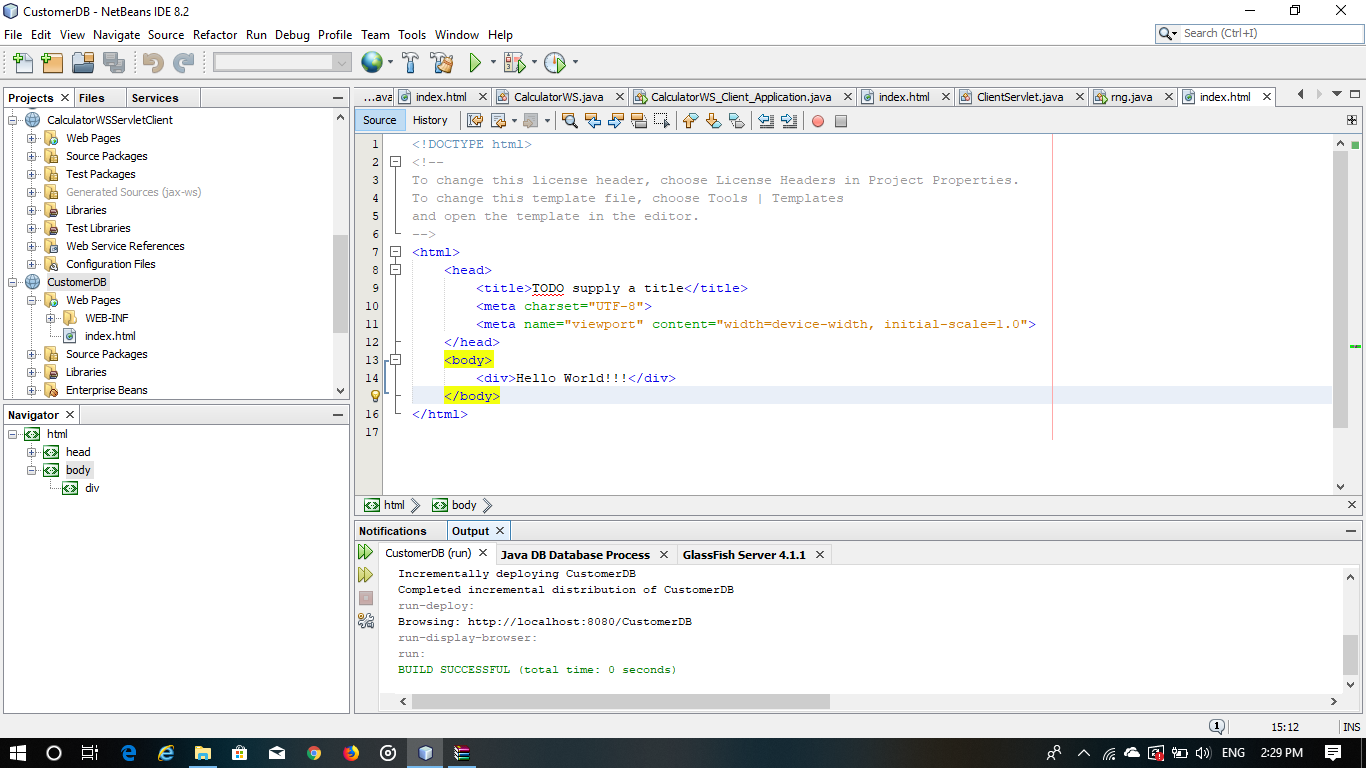 CustomerDB - NetBeans IDE 8.2
File Edit View Navigate Source Refactor Run Debug Profile Team Tools Window Help
Search (Ctrl+I)
Projects Files Services
CalculatorWSServletClient
Web Pages
Source Packages
Test Packages
Generated Sources (jax-ws)
Libraries
Test Libraries
Web Service References
Configuration Files
CustomerDB
Web Pages
WEB-INF
index.html
Source Packages
Libraries
Enterprise Beans
Navigator
html
head
body
div
...ava index.html CalculatorWS.java CalculatorWS_Client_Application.java index.html ClientServlet.java rng.java index.html
Source History
1 <!DOCTYPE html>
2 <!--
3 To change this license header, choose License Headers in Project Properties.
4 To change this template file, choose Tools | Templates
5 and open the template in the editor.
6 -->
7 <html>
8 <head>
9 <title>TODO supply a title</title>
10 <meta charset="UTF-8">
11 <meta name="viewport" content="width=device-width, initial-scale=1.0">
12 </head>
13 <body>
14 <div>Hello World!!!</div>
</body>
16 </html>
17
html body
Notifications Output
CustomerDB (run) Java DB Database Process GlassFish Server 4.1.1
Incrementally deploying CustomerDB
Completed incremental distribution of CustomerDB
run-deploy:
Browsing: http://localhost:8080/CustomerDB
run-display-browser:
run:
BUILD SUCCESSFUL (total time: 0 seconds)
1 15:12 INS
ENG 2:29 PM